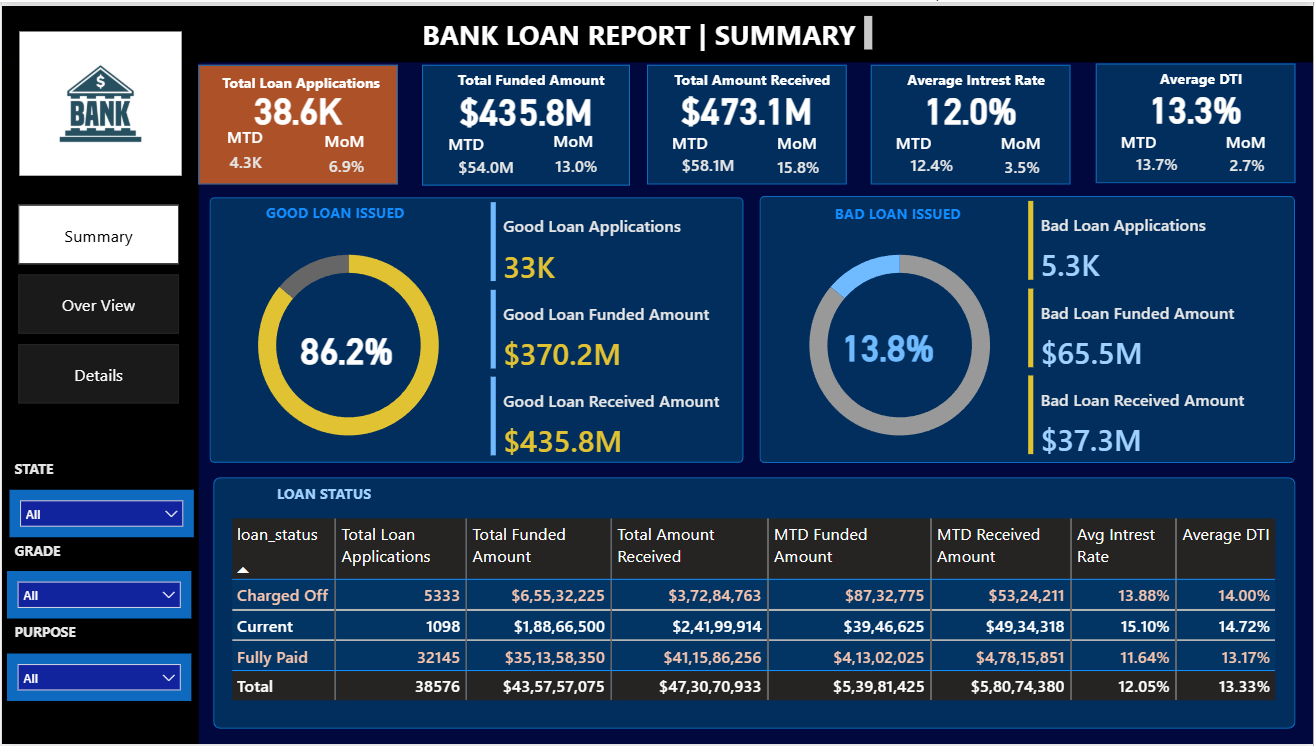 BANK LOAN REPORT | SUMMARY
$
BANK
Summary
Over View
Details
STATE
All
GRADE
All
PURPOSE
All
Total Loan Applications
38.6K
MTD MoM
4.3K 6.9%
Total Funded Amount
$435.8M
MTD MoM
$54.0M 13.0%
Total Amount Received
$473.1M
MTD MoM
$58.1M 15.8%
Average Intrest Rate
12.0%
MTD MoM
12.4% 3.5%
Average DTI
13.3%
MTD MoM
13.7% 2.7%
GOOD LOAN ISSUED
86.2%
Good Loan Applications
33K
Good Loan Funded Amount
$370.2M
Good Loan Received Amount
$435.8M
BAD LOAN ISSUED
13.8%
Bad Loan Applications
5.3K
Bad Loan Funded Amount
$65.5M
Bad Loan Received Amount
$37.3M
LOAN STATUS
loan_status Total Loan Total Funded Total Amount MTD Funded MTD Received Avg Intrest Average DTI
Applications Amount Received Amount Amount Rate
Charged Off 5333 $6,55,32,225 $3,72,84,763 $87,32,775 $53,24,211 13.88% 14.00%
Current 1098 $1,88,66,500 $2,41,99,914 $39,46,625 $49,34,318 15.10% 14.72%
Fully Paid 32145 $35,13,58,350 $41,15,86,256 $4,13,02,025 $4,78,15,851 11.64% 13.17%
Total 38576 $43,57,57,075 $47,30,70,933 $5,39,81,425 $5,80,74,380 12.05% 13.33%